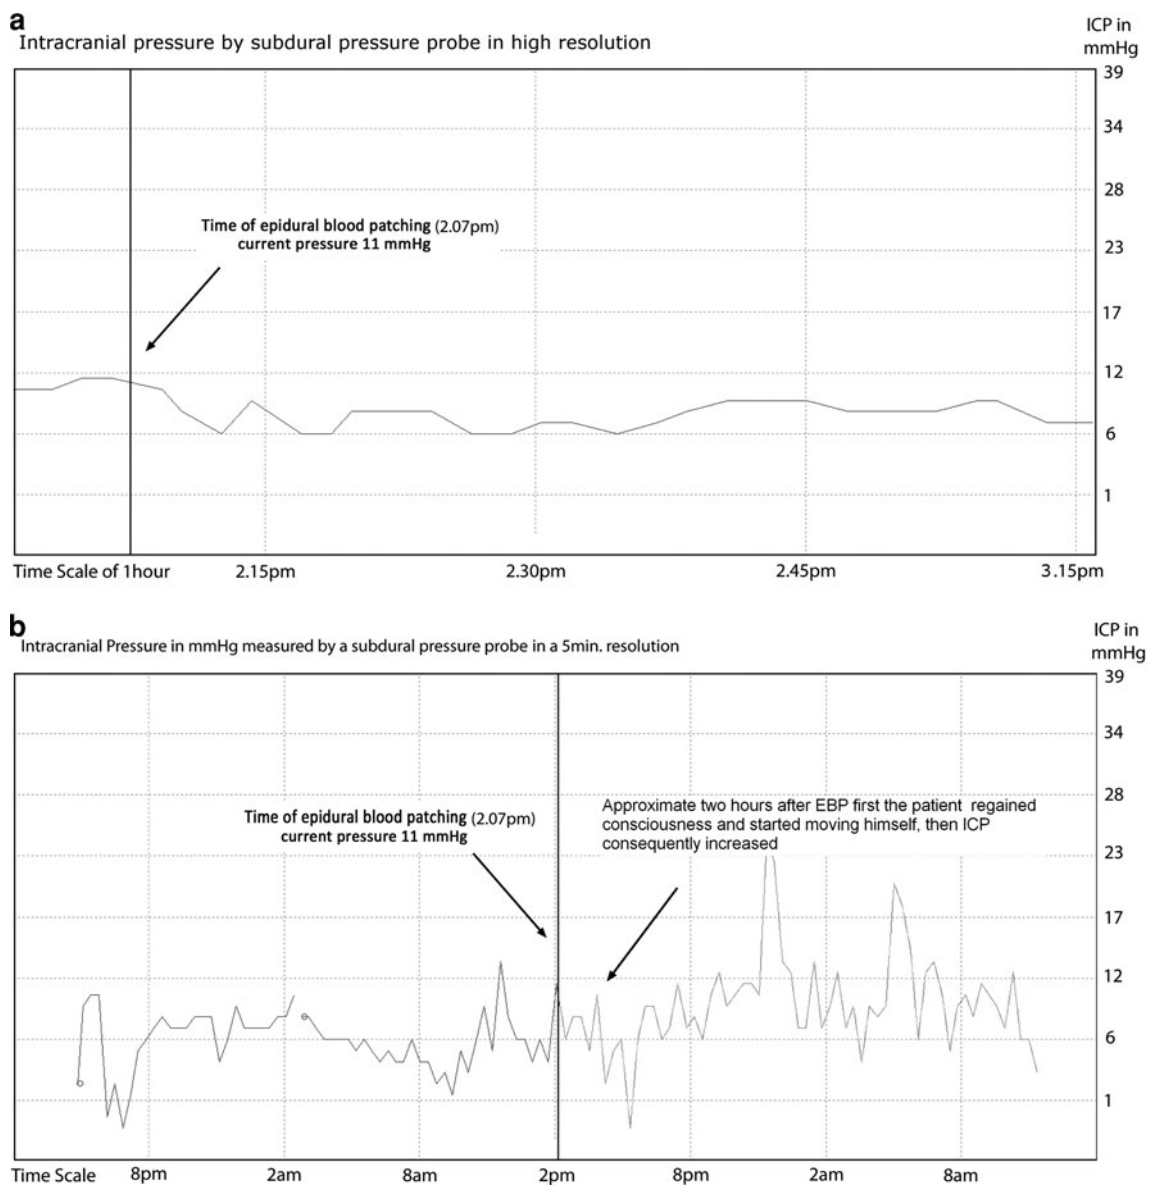 a
Intracranial pressure by subdural pressure probe in high resolution
ICP in
mmHg
39
34
28
23
17
12
6
1
Time of epidural blood patching (2.07pm)
current pressure 11 mmHg
Time Scale of 1hour
2.15pm
2.30pm
2.45pm
3.15pm
b
Intracranial Pressure in mmHg measured by a subdural pressure probe in a 5min. resolution
ICP in
mmHg
39
34
28
23
17
12
6
1
Time of epidural blood patching (2.07pm)
current pressure 11 mmHg
Approximate two hours after EBP first the patient regained
consciousness and started moving himself, then ICP
consequently increased
Time Scale
8pm
2am
8am
2pm
8pm
2am
8am